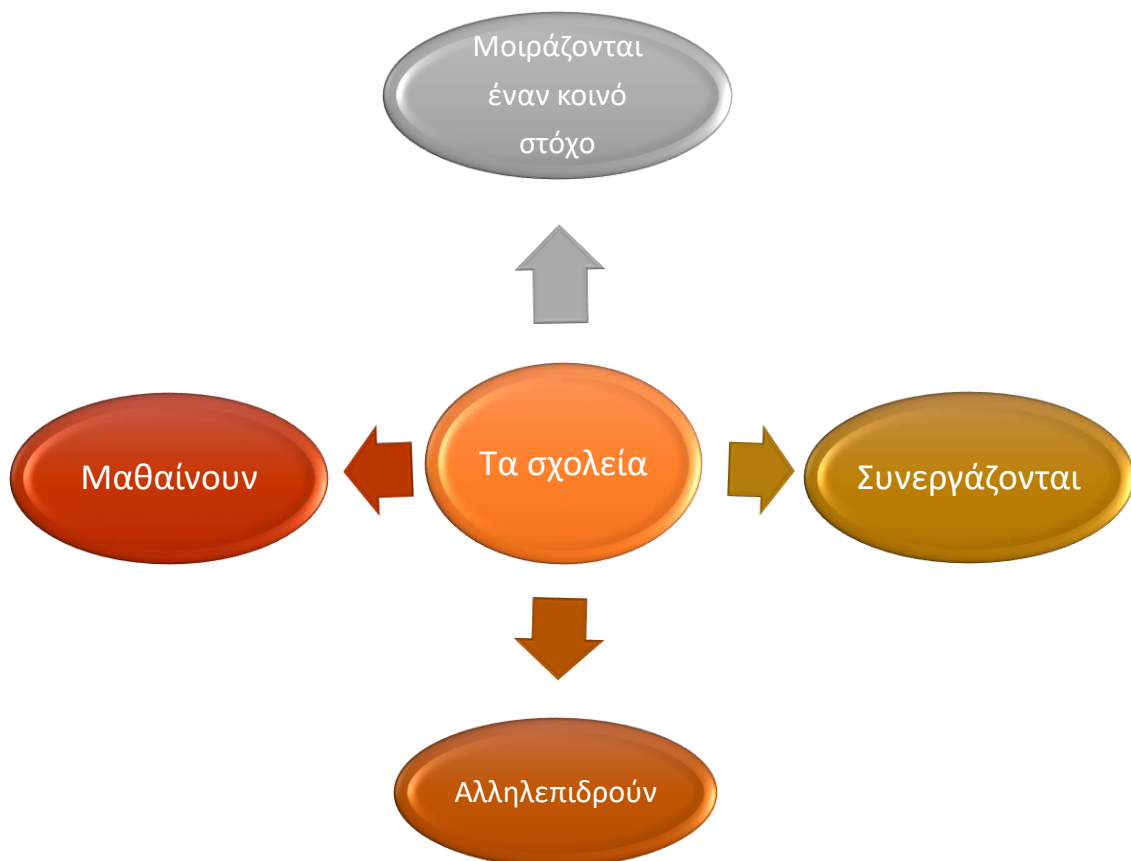 Μοιράζονται
έναν κοινό
στόχο
Μαθαίνουν
Τα σχολεία
Συνεργάζονται
Αλληλεπιδρούν